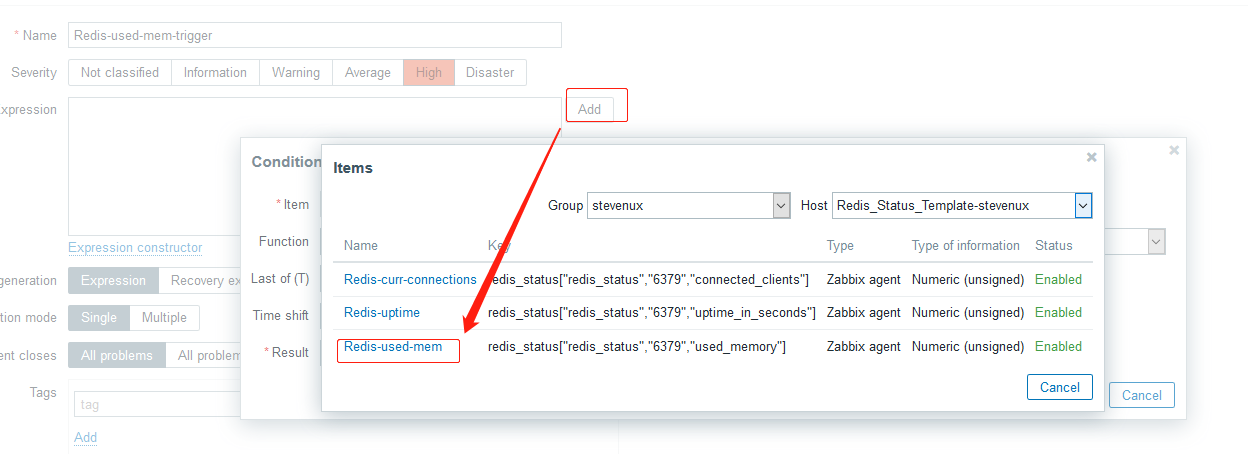 * Name Redis-used-mem-trigger
Severity Not classified Information Warning Average High Disaster
xpression Add
Condition
Items
Group stevenux Host Redis_Status_Template-stevenux
* Item
Function
Name Key Type Type of information Status
Expression constructor
Last of (T)
Redis-curr-connections redis_status["redis_status","6379","connected_clients"] Zabbix agent Numeric (unsigned) Enabled
generation Expression Recovery ex
Time shift
Redis-uptime redis_status["redis_status","6379","uptime_in_seconds"] Zabbix agent Numeric (unsigned) Enabled
tion mode Single Multiple
* Result
Redis-used-mem redis_status["redis_status","6379","used_memory"] Zabbix agent Numeric (unsigned) Enabled
ent closes All problems All proble
Cancel
Tags
Cancel
tag
Add